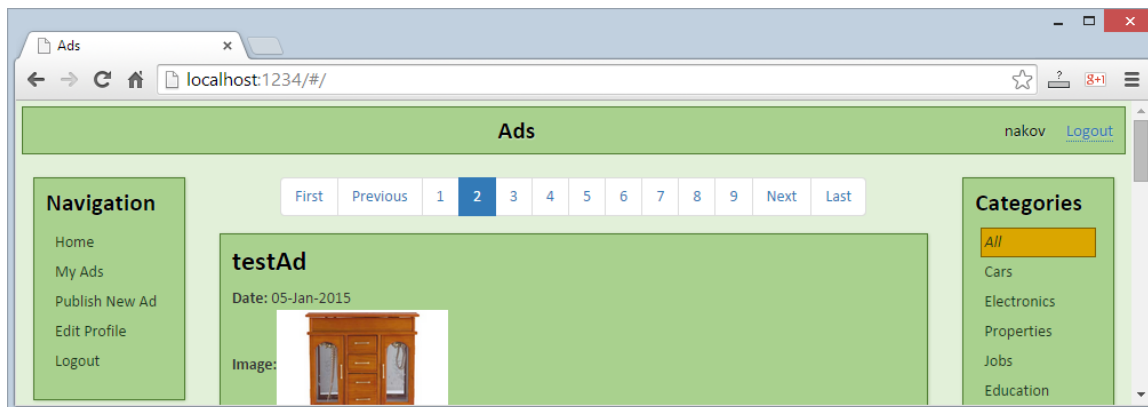 Ads
localhost:1234/#/
? g+1
Ads
nakov Logout
Navigation
Home
My Ads
Publish New Ad
Edit Profile
Logout
First Previous 1 2 3 4 5 6 7 8 9 Next Last
testAd
Date: 05-Jan-2015
Image:
Categories
All
Cars
Electronics
Properties
Jobs
Education